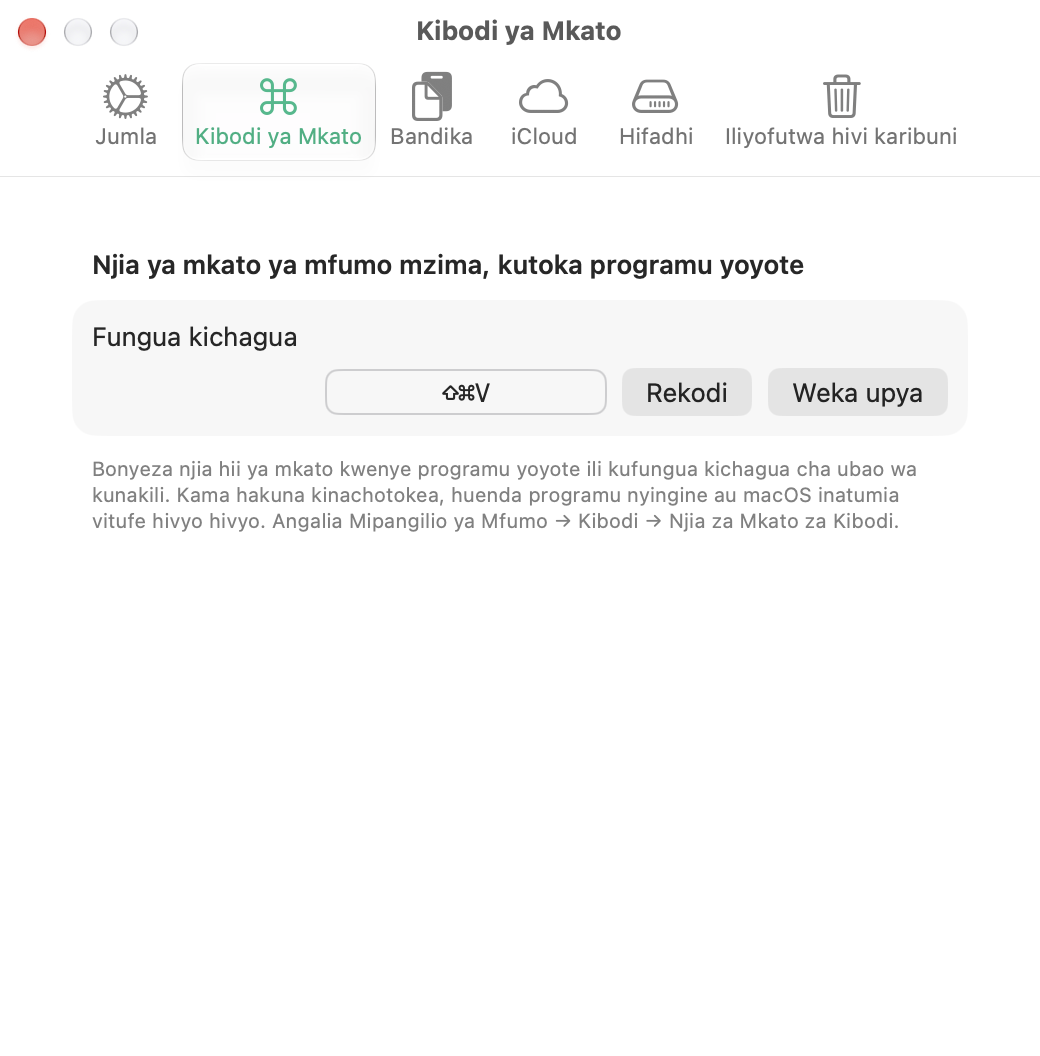 Kibodi ya Mkato
Jumla
Kibodi ya Mkato
Bandika
iCloud
Hifadhi
Iliyofutwa hivi karibuni
Njia ya mkato ya mfumo mzima, kutoka programu yoyote
Fungua kichagua
⇧⌘V
Rekodi
Weka upya
Bonyeza njia hii ya mkato kwenye programu yoyote ili kufungua kichagua cha ubao wa
kunakili. Kama hakuna kinachotokea, huenda programu nyingine au macOS inatumia
vitufe hivyo hivyo. Angalia Mipangilio ya Mfumo → Kibodi → Njia za Mkato za Kibodi.